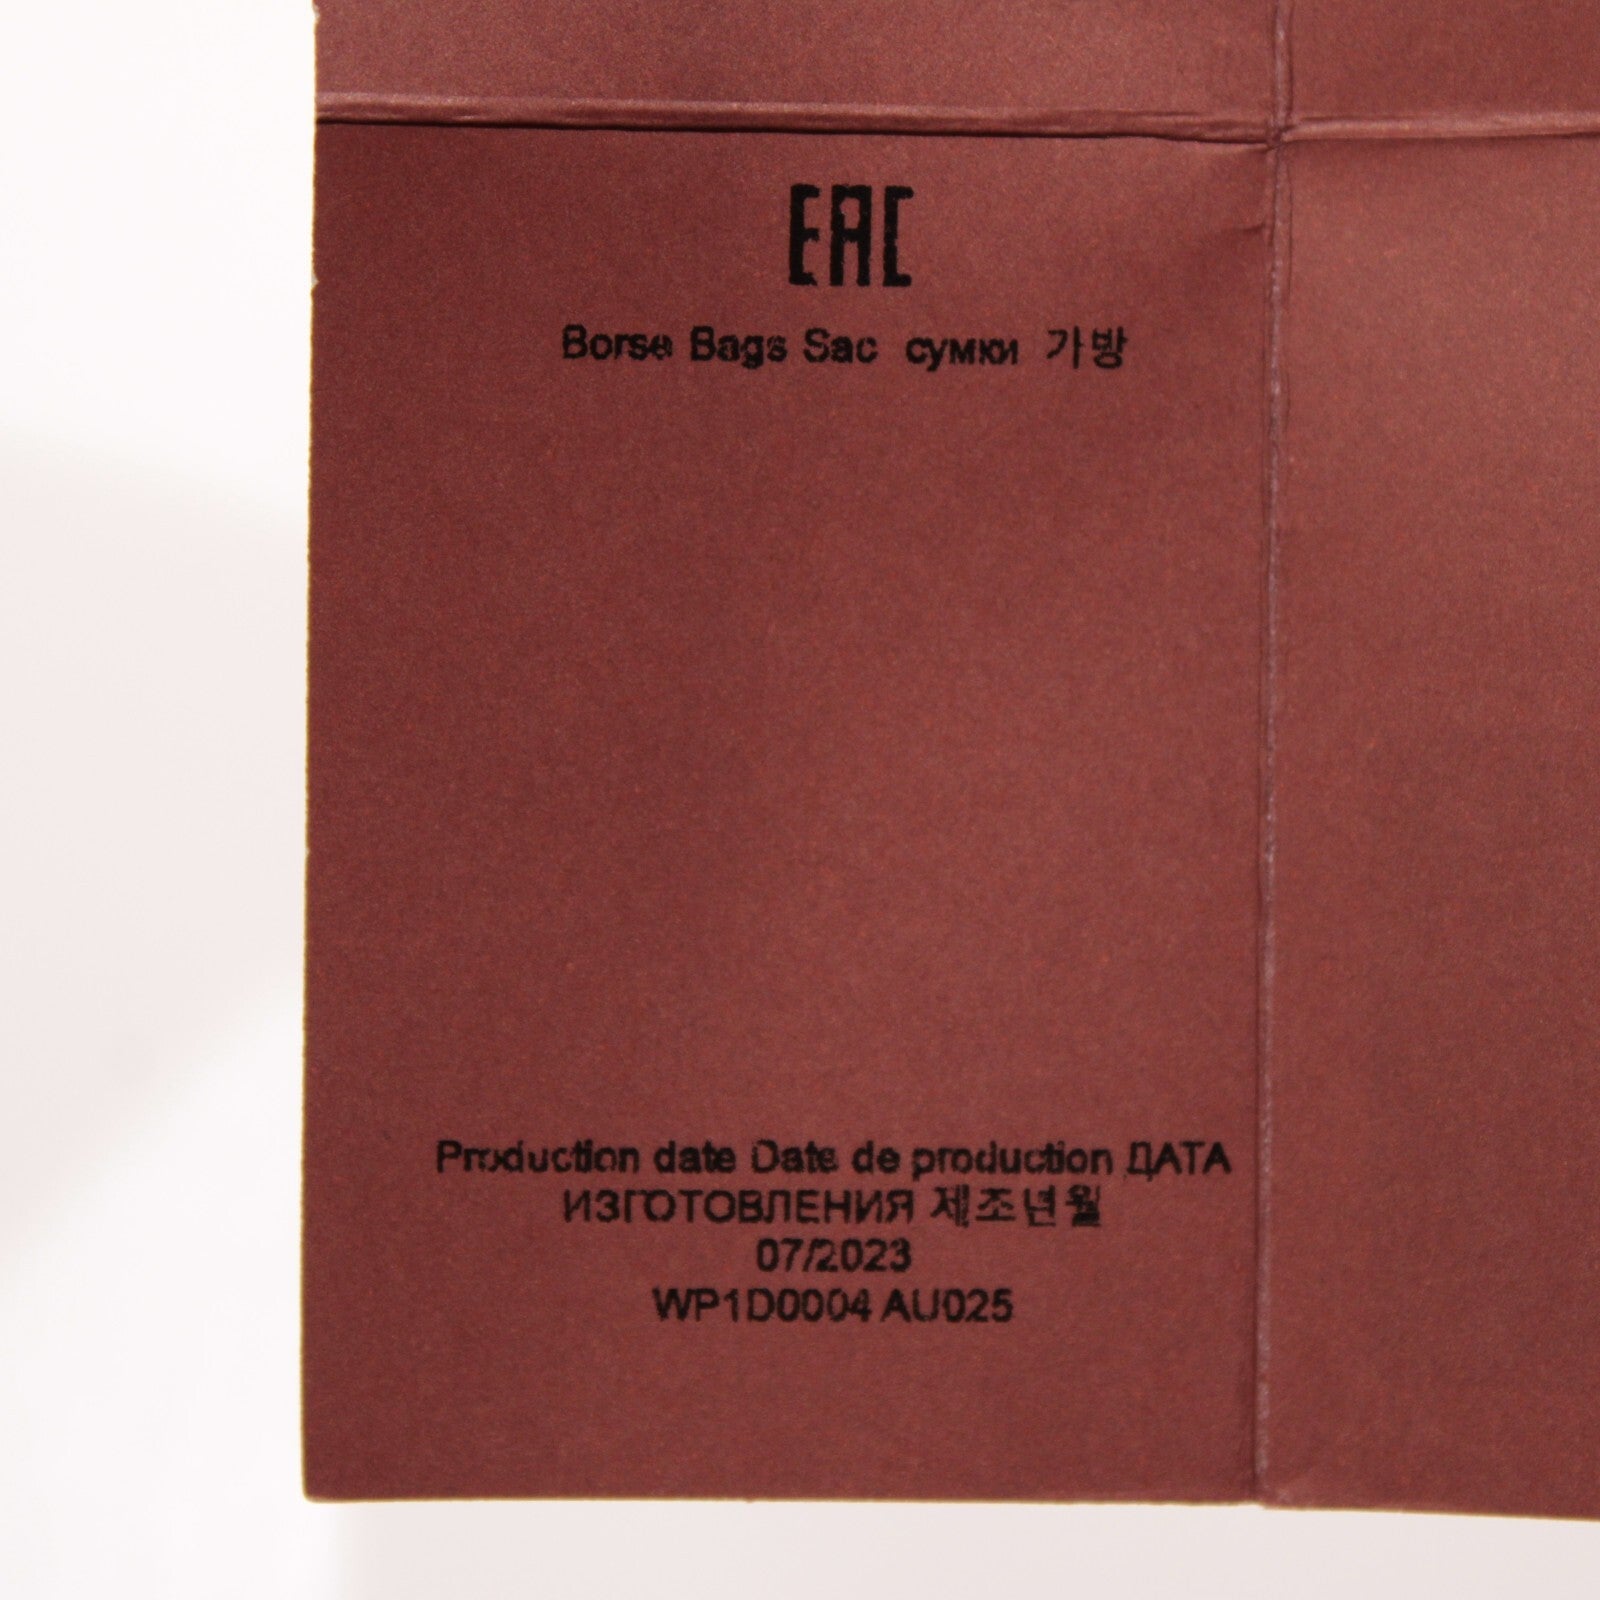 EAC
Borse Bags Sac сумки 가방
Production date Date de production ДАТА
ИЗГОТОВЛЕНИЯ 제조년월
07/2023
WP1D0004 AU025